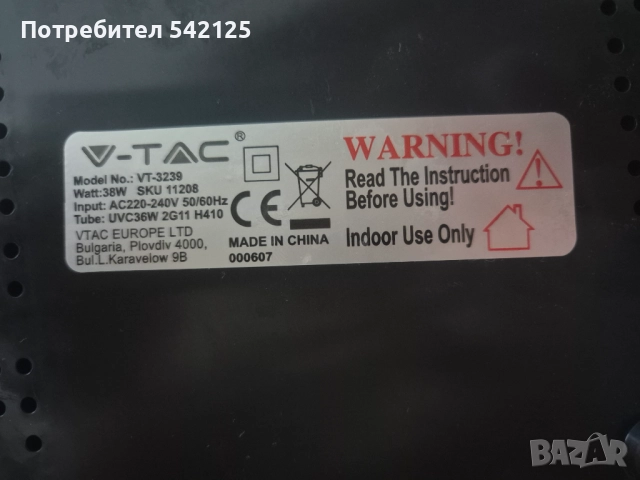 Потребител 542125
V-TAC®
Model No.: VT-3239
Watt:38W SKU 11208
Input: AC220-240V 50/60Hz
Tube: UVC36W 2G11 H410
VTAC EUROPE LTD
Bulgaria, Plovdiv 4000,
Bul.L.Karavelow 9B
CE
MADE IN CHINA
000607
WARNING!
Read The Instruction
Before Using!
Indoor Use Only
BAZAR